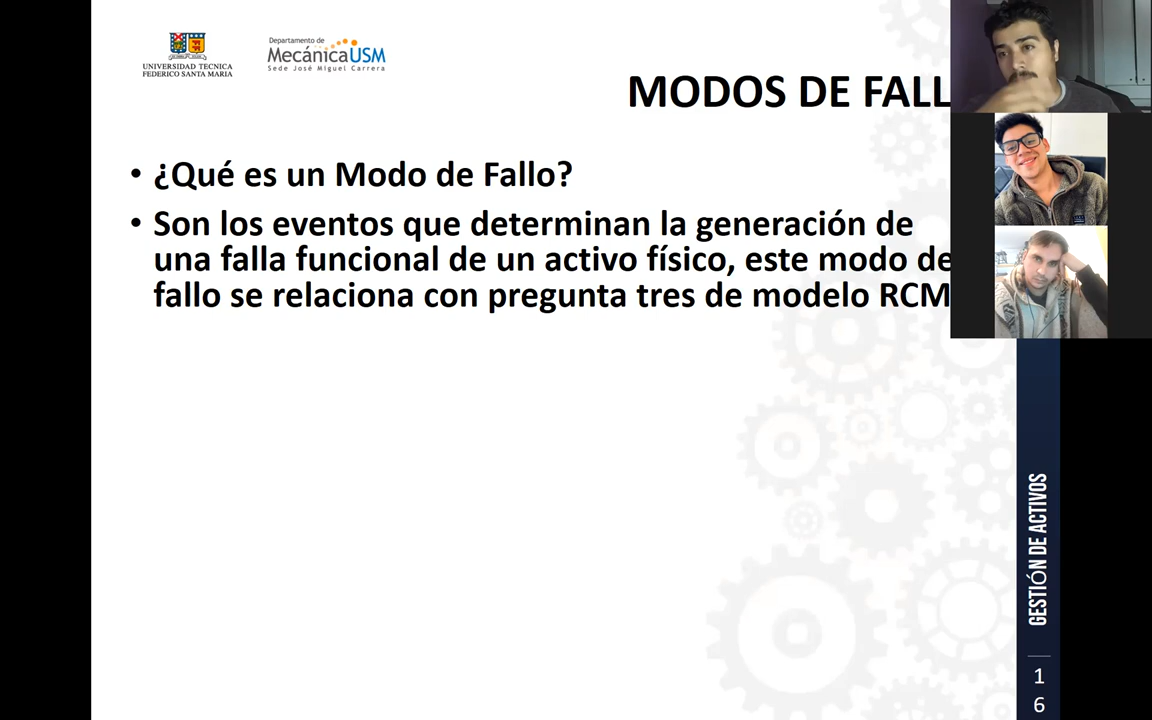 UNIVERSIDAD TECNICA
FEDERICO SANTA MARIA
Departamento de
MecánicaUSM
Sede José Miguel Carrera
MODOS DE FALL
• ¿Qué es un Modo de Fallo?
• Son los eventos que determinan la generación de
una falla funcional de un activo físico, este modo de
fallo se relaciona con pregunta tres de modelo RCM
GESTIÓN DE ACTIVOS
1
6